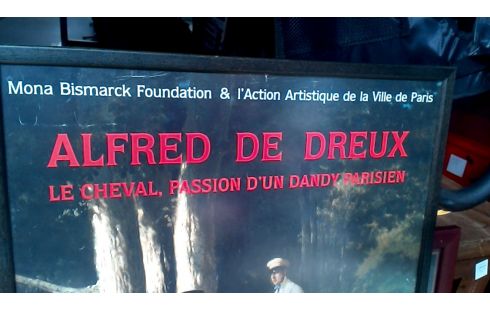 Mona Bismarck Foundation & l'Action Artistique de la Ville de Paris
ALFRED DE DREUX
LE CHEVAL, PASSION D'UN DANDY PARISIEN